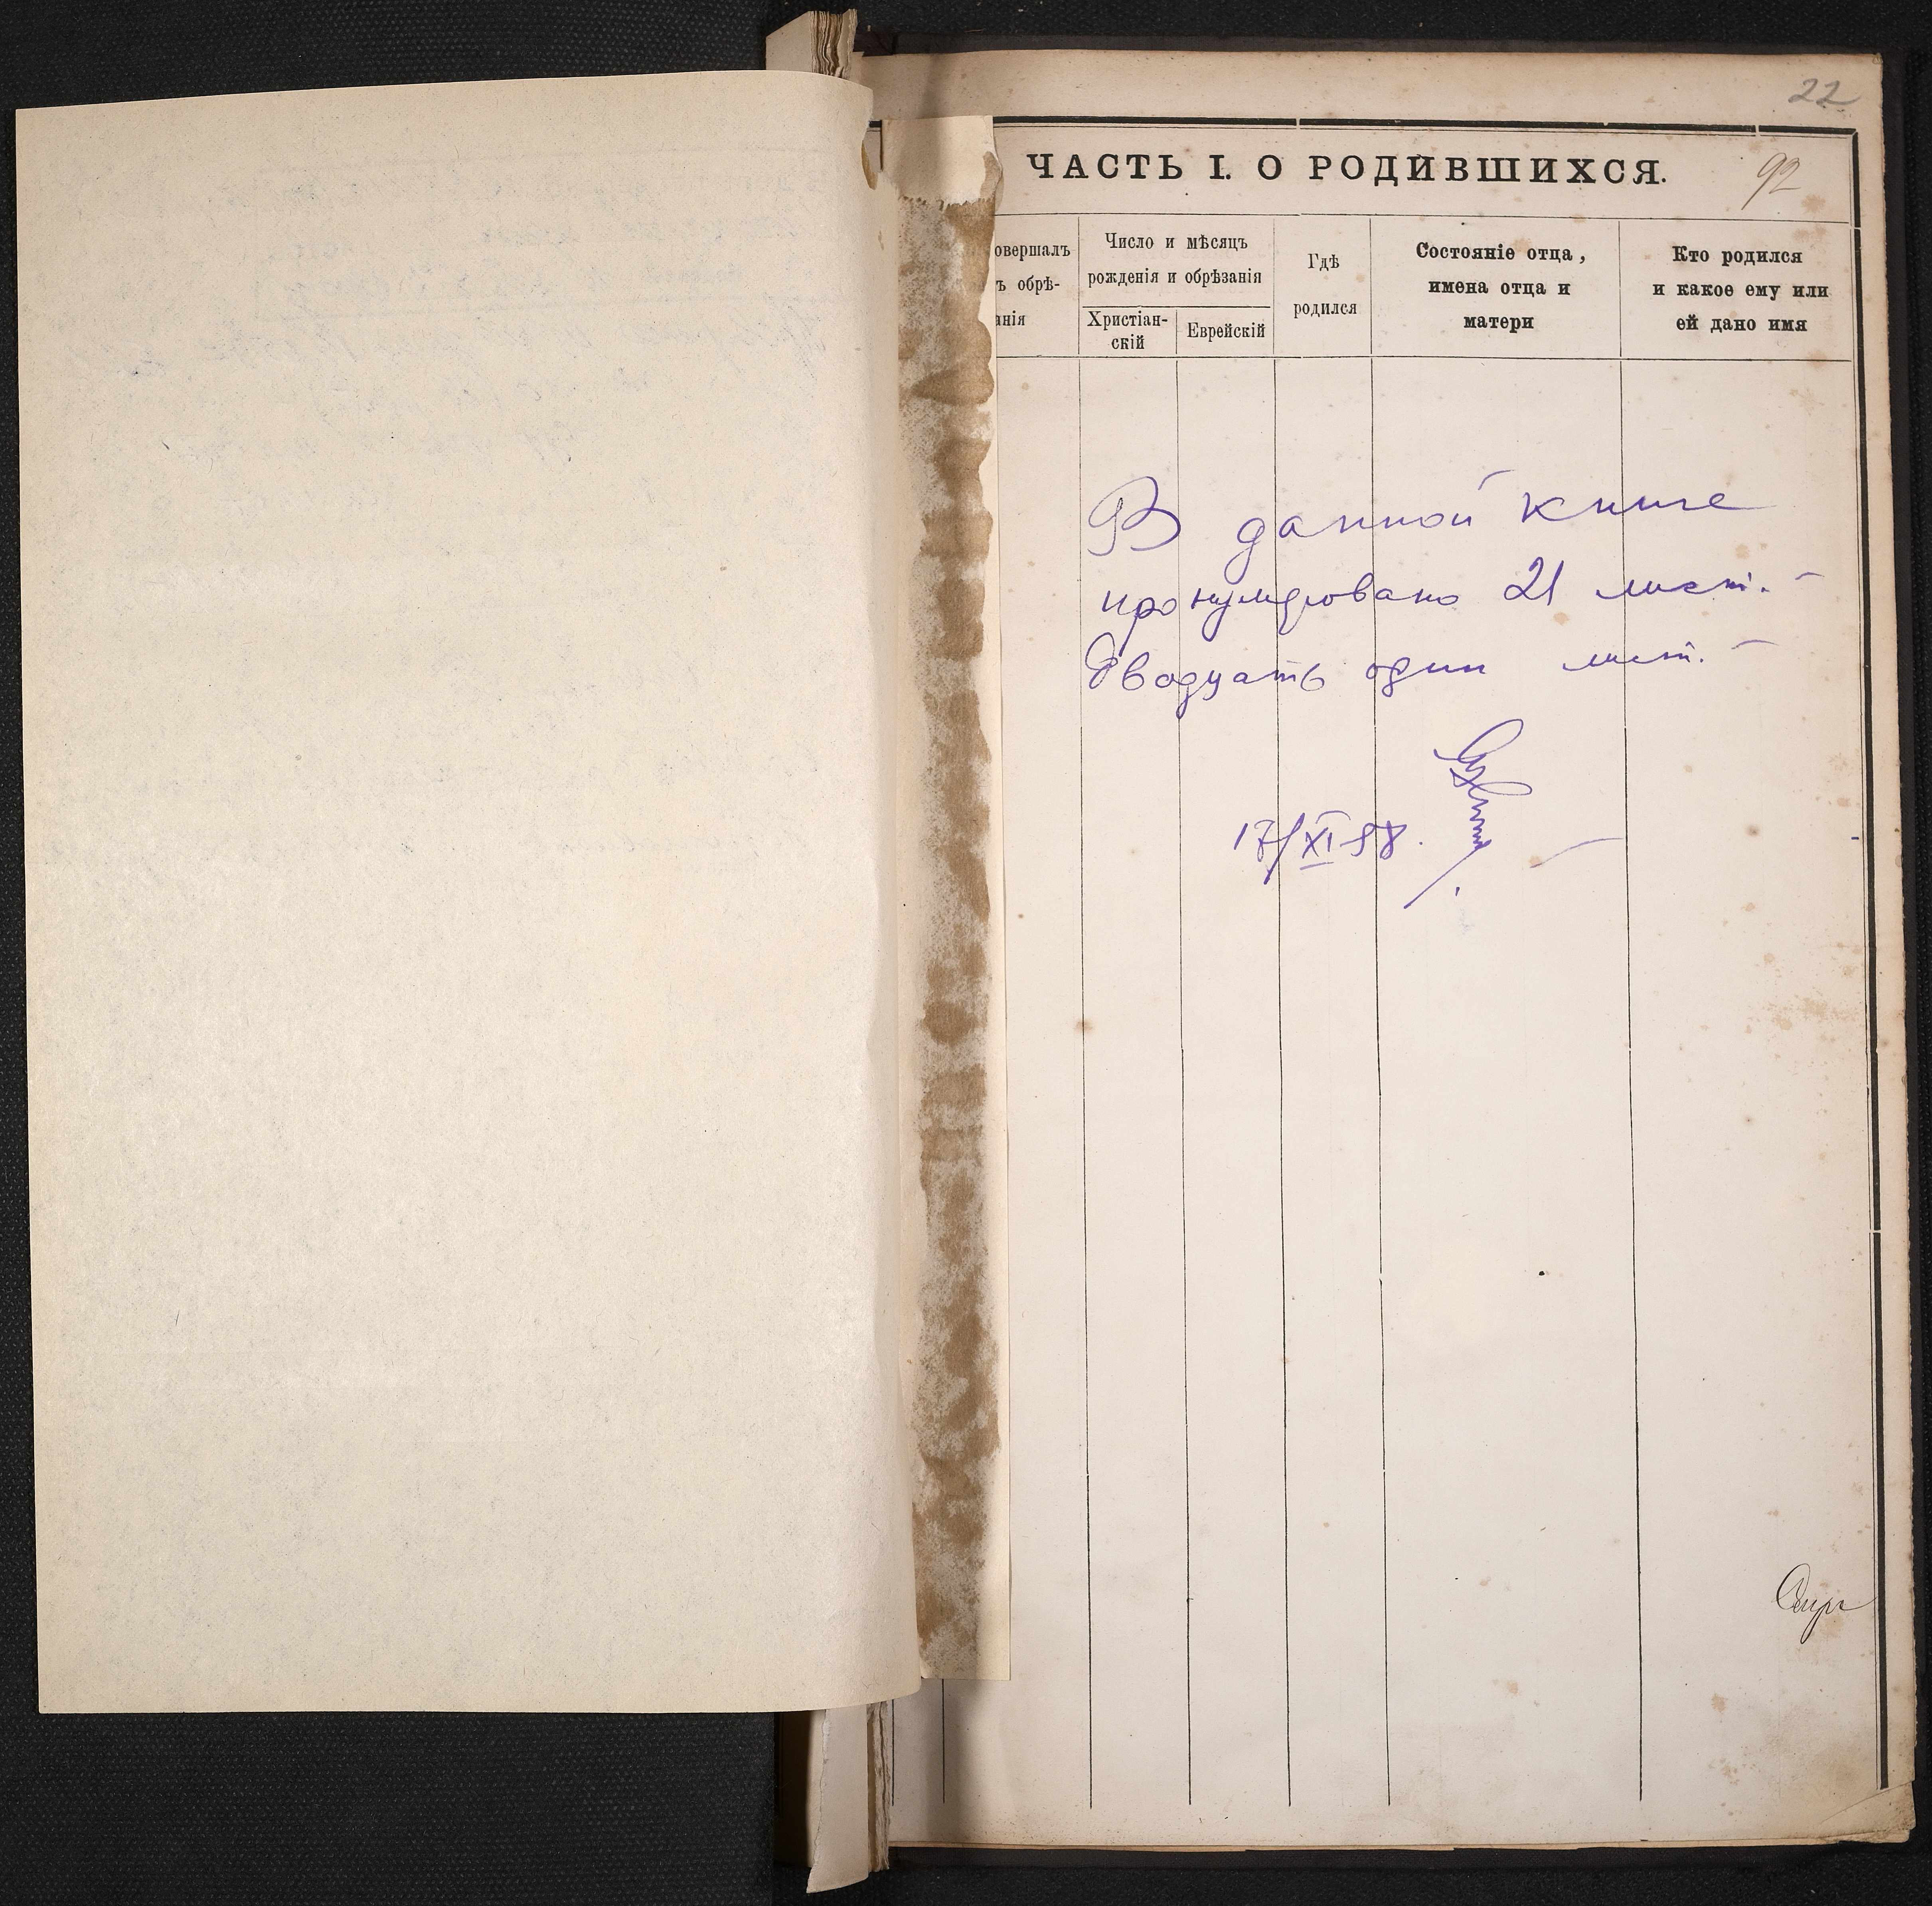 22
ЧАСТЬ I. О РОДИВШИХСЯ.
92
овершалъ
ъ обрѣ-
анія
Число и мѣсяцъ
рожденія и обрѣзанія
Христіан-
скій
Еврейскій
Гдѣ
родился
Состояніе отца,
имена отца и
матери
Кто родился
и какое ему или
ей дано имя
В данной книге
пронумеровано 21 лист.
Двадцать один лист.
17/XI-88.